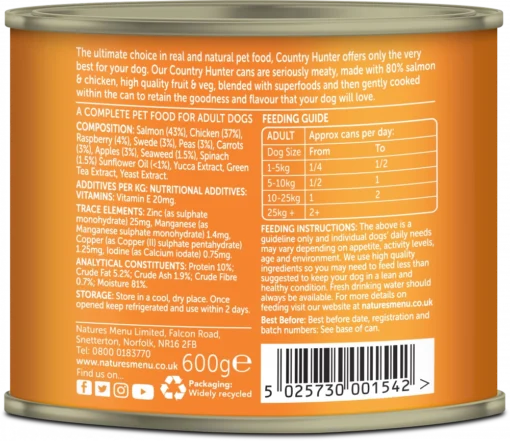 The ultimate choice in real and natural pet food, Country Hunter offers only the very
best for your dog. Our Country Hunter cans are seriously meaty, made with 80% salmon
& chicken, high quality fruit & veg, blended with superfoods and then gently cooked
within the can to retain the goodness and flavour that your dog will love.
A COMPLETE PET FOOD FOR ADULT DOGS
COMPOSITION: Salmon (43%), Chicken (37%),
Raspberry (4%), Swede (3%), Peas (3%), Carrots
(3%), Apples (3%), Seaweed (1.5%), Spinach
(1.5%) Sunflower Oil (<1%), Yucca Extract, Green
Tea Extract, Yeast Extract.
ADDITIVES PER KG: NUTRITIONAL ADDITIVES:
VITAMINS: Vitamin E 20mg.
TRACE ELEMENTS: Zinc (as sulphate
monohydrate) 25mg, Manganese (as
Manganese sulphate monohydrate) 1.4mg,
Copper (as Copper (II) sulphate pentahydrate)
1.25mg, Iodine (as Calcium iodate) 0.75mg.
ANALYTICAL CONSTITUENTS: Protein 10%;
Crude Fat 5.2%; Crude Ash 1.9%; Crude Fibre
0.7%; Moisture 81%.
STORAGE: Store in a cool, dry place. Once
opened keep refrigerated and use within 2 days.
Natures Menu Limited, Falcon Road,
Snetterton, Norfolk, NR16 2FB
Tel: 0800 0183770
www.naturesmenu.co.uk
Find us on...
600g℮
Packaging:
Widely recycled
FEEDING GUIDE
ADULT Approx cans per day:
Dog Size From To
1-5kg 1/4 1/2
5-10kg 1/2 1
10-25kg 1 2
25kg + 2+
FEEDING INSTRUCTIONS: The above is a
guideline only and individual dogs' daily needs
may vary depending on appetite, activity levels,
age and environment. We use high quality
ingredients so you may need to feed less than
suggested to keep your dog in a lean and
healthy condition. Fresh drinking water should
always be available. For more details on
feeding visit our website at naturesmenu.co.uk
Best Before: Best before date, registration and
batch numbers: See base of can.
5 025730 001542 >